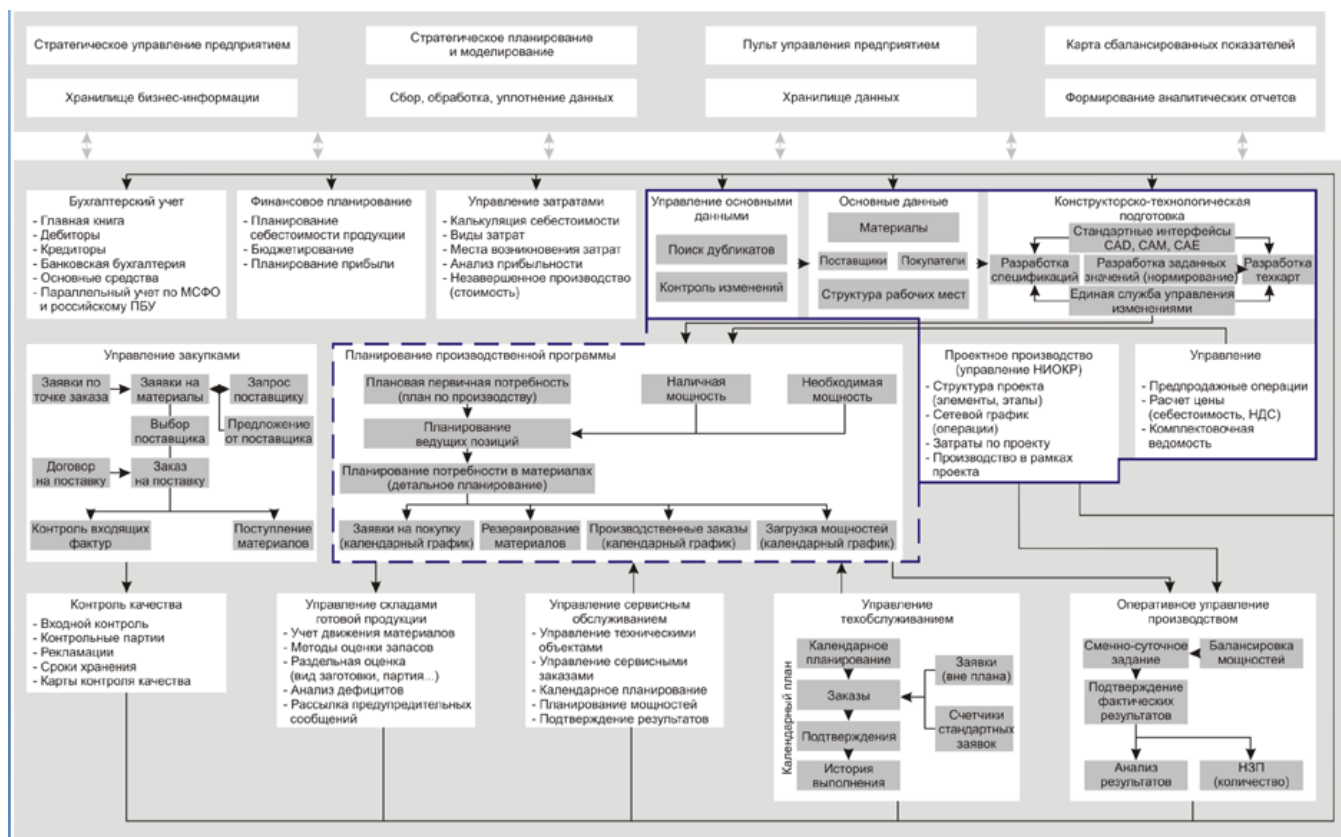 Стратегическое управление предприятием
Стратегическое планирование
и моделирование
Пульт управления предприятием
Карта сбалансированных показателей
Хранилище бизнес-информации
Сбор, обработка, уплотнение данных
Хранилище данных
Формирование аналитических отчетов
Бухгалтерский учет
- Главная книга
- Дебиторы
- Кредиторы
- Банковская бухгалтерия
- Основные средства
- Параллельный учет по МСФО
и российскому ПБУ
Финансовое планирование
- Планирование
себестоимости продукции
- Бюджетирование
- Планирование прибыли
Управление затратами
- Калькуляция себестоимости
- Виды затрат
- Места возникновения затрат
- Анализ прибыльности
- Незавершенное производство
(стоимость)
Управление основными
данными
Поиск дубликатов
Контроль изменений
Основные данные
Материалы
Поставщики
Покупатели
Структура рабочих мест
Конструкторско-технологическая
подготовка
Стандартные интерфейсы
CAD, CAM, CAE
Разработка
спецификаций
Разработка заданных
значений (нормирование)
Разработка
техкарт
Единая служба управления
изменениями
Управление закупками
Заявки по
точке заказа
Заявки на
материалы
Запрос
поставщику
Выбор
поставщика
Предложение
от поставщика
Договор
на поставку
Заказ
на поставку
Контроль входящих
фактур
Поступление
материалов
Планирование производственной программы
Плановая первичная потребность
(план по производству)
Наличная
мощность
Необходимая
мощность
Планирование
ведущих позиций
Планирование потребности в материалах
(детальное планирование)
Заявки на покупку
(календарный график)
Резервирование
материалов
Производственные заказы
(календарный график)
Загрузка мощностей
(календарный график)
Проектное производство
(управление НИОКР)
- Структура проекта
(элементы, этапы)
- Сетевой график
(операции)
- Затраты по проекту
- Производство в рамках
проекта
Управление
- Предпродажные операции
- Расчет цены
(себестоимость, НДС)
- Комплектовочная
ведомость
Контроль качества
- Входной контроль
- Контрольные партии
- Рекламации
- Сроки хранения
- Карты контроля качества
Управление складами
готовой продукции
- Учет движения материалов
- Методы оценки запасов
- Раздельная оценка
(вид заготовки, партия...)
- Анализ дефицитов
- Рассылка предупредительных
сообщений
Управление сервисным
обслуживанием
- Управление техническими
объектами
- Управление сервисными
заказами
- Календарное планирование
- Планирование мощностей
- Подтверждение результатов
Управление
техобслуживанием
Календарный план
Календарное
планирование
Заявки
(вне плана)
Заказы
Счетчики
стандартных
заявок
Подтверждения
История
выполнения
Оперативное управление
производством
Сменно-суточное
задание
Балансировка
мощностей
Подтверждение
фактических
результатов
Анализ
результатов
НЗП
(количество)